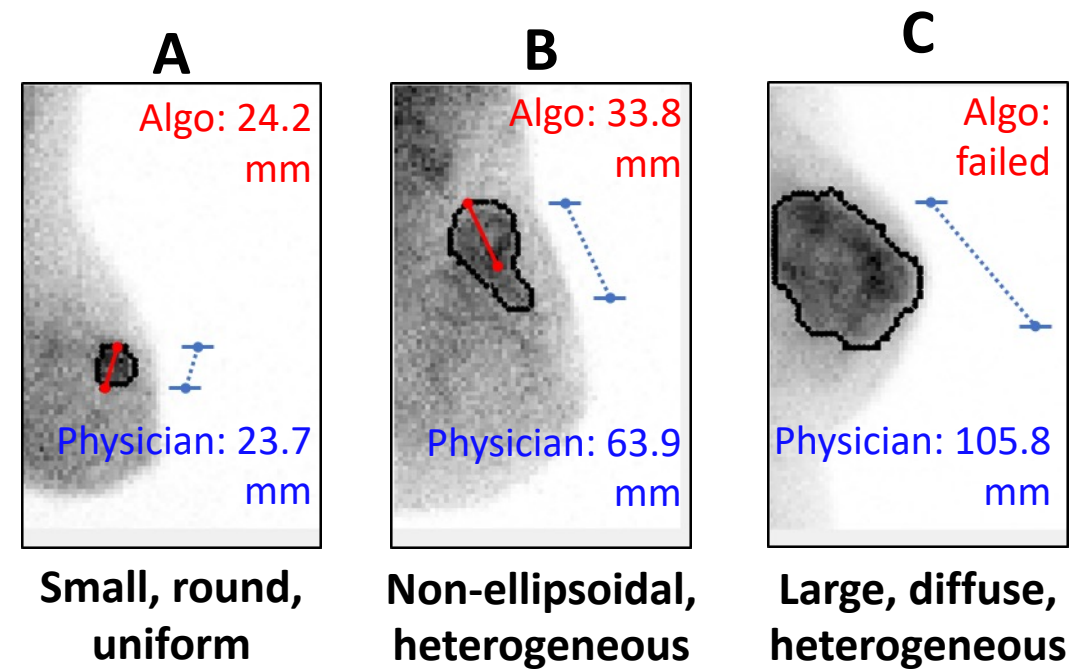 A
Algo: 24.2
mm
Physician: 23.7
mm
Small, round,
uniform
B
Algo: 33.8
mm
Physician: 63.9
mm
Non-ellipsoidal,
heterogeneous
C
Algo:
failed
Physician: 105.8
mm
Large, diffuse,
heterogeneous